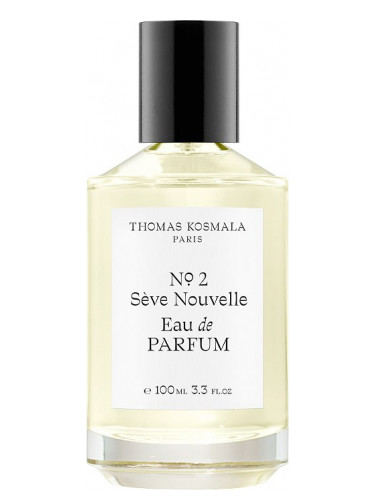 THOMAS KOSMALA
PARIS
Nº 2
Sève Nouvelle
Eau de
PARFUM
e 100ML 3.3 FL.OZ